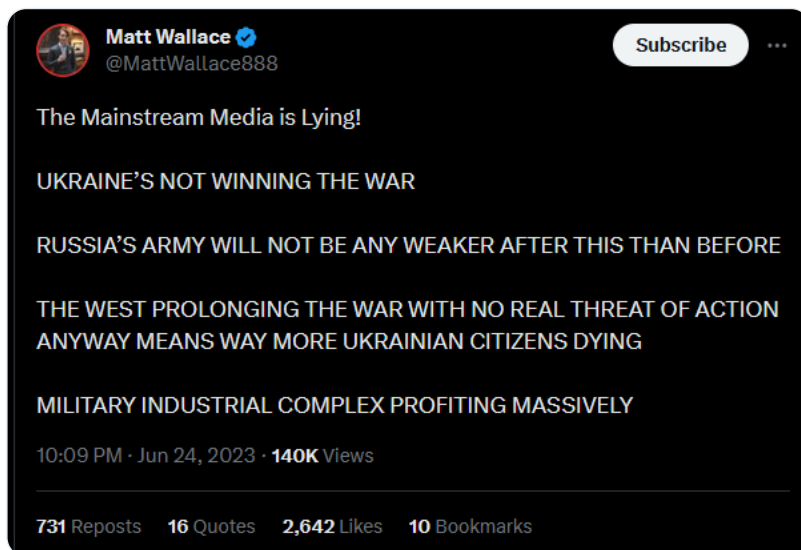 Matt Wallace
@MattWallace888
Subscribe
The Mainstream Media is Lying!
UKRAINE’S NOT WINNING THE WAR
RUSSIA’S ARMY WILL NOT BE ANY WEAKER AFTER THIS THAN BEFORE
THE WEST PROLONGING THE WAR WITH NO REAL THREAT OF ACTION
ANYWAY MEANS WAY MORE UKRAINIAN CITIZENS DYING
MILITARY INDUSTRIAL COMPLEX PROFITING MASSIVELY
10:09 PM · Jun 24, 2023 · 140K Views
731 Reposts 16 Quotes 2,642 Likes 10 Bookmarks